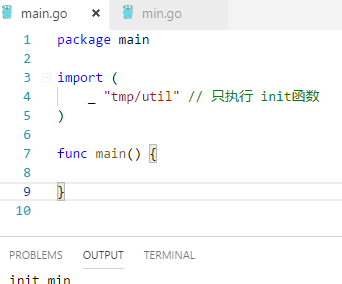 main.go × min.go
1 package main
2
3 import (
4 _ "tmp/util" // 只执行 init函数
5 )
6
7 func main() {
8
9 }
10
PROBLEMS OUTPUT TERMINAL
init min